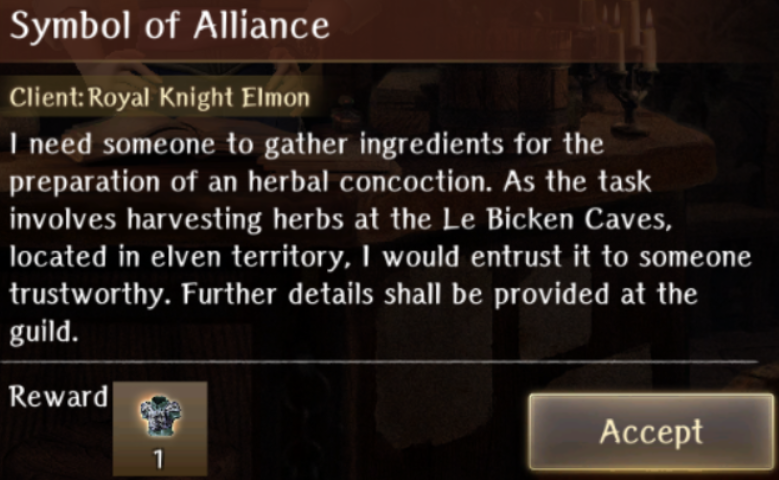 Symbol of Alliance
Client:Royal Knight Elmon
I need someone to gather ingredients for the
preparation of an herbal concoction. As the task
involves harvesting herbs at the Le Bicken Caves,
located in elven territory, I would entrust it to someone
trustworthy. Further details shall be provided at the
guild.
Reward
1
Accept